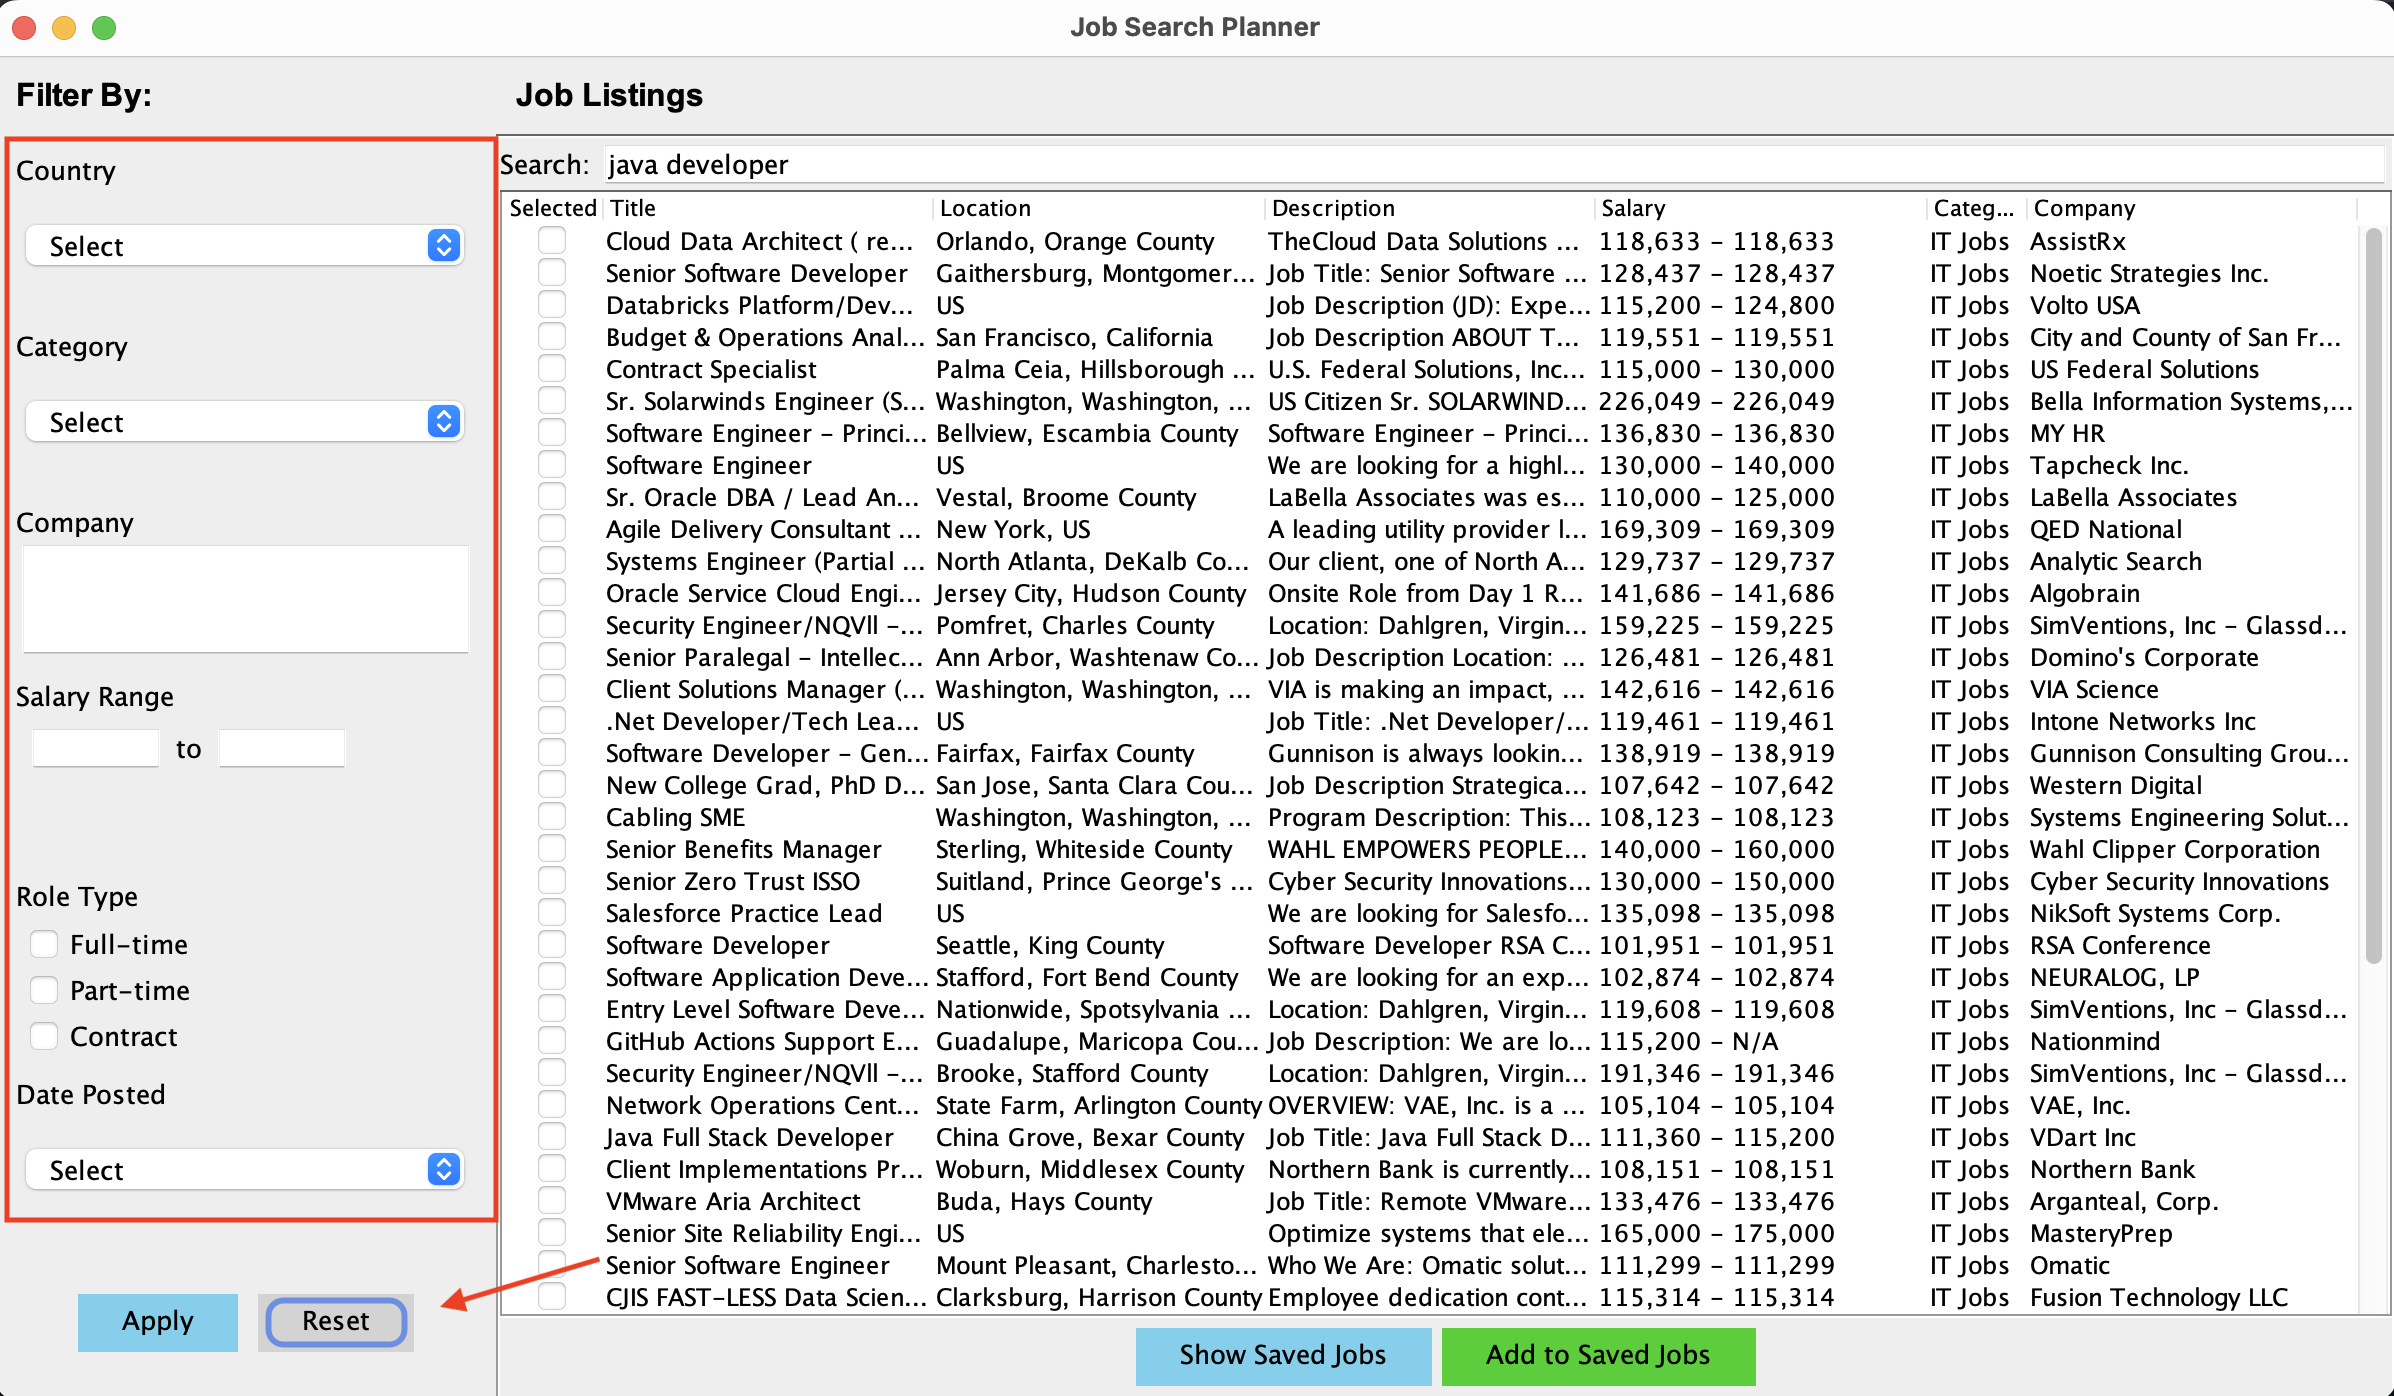 Job Search Planner
Filter By:
Country
Select
Category
Select
Company
Salary Range
to
Role Type
Full-time
Part-time
Contract
Date Posted
Select
Apply Reset
Job Listings
Search: java developer
Selected Title Location Description Salary Categ... Company
Cloud Data Architect ( re... Orlando, Orange County TheCloud Data Solutions ... 118,633 - 118,633 IT Jobs AssistRx
Senior Software Developer Gaithersburg, Montgomer... Job Title: Senior Software ... 128,437 - 128,437 IT Jobs Noetic Strategies Inc.
Databricks Platform/Dev... US Job Description (JD): Expe... 115,200 - 124,800 IT Jobs Volto USA
Budget & Operations Anal... San Francisco, California Job Description ABOUT T... 119,551 - 119,551 IT Jobs City and County of San Fr...
Contract Specialist Palma Ceia, Hillsborough ... U.S. Federal Solutions, Inc... 115,000 - 130,000 IT Jobs US Federal Solutions
Sr. Solarwinds Engineer (S... Washington, Washington, ... US Citizen Sr. SOLARWIND... 226,049 - 226,049 IT Jobs Bella Information Systems,...
Software Engineer - Princi... Bellview, Escambia County Software Engineer - Princi... 136,830 - 136,830 IT Jobs MY HR
Software Engineer US We are looking for a highl... 130,000 - 140,000 IT Jobs Tapcheck Inc.
Sr. Oracle DBA / Lead An... Vestal, Broome County LaBella Associates was es... 110,000 - 125,000 IT Jobs LaBella Associates
Agile Delivery Consultant ... New York, US A leading utility provider l... 169,309 - 169,309 IT Jobs QED National
Systems Engineer (Partial ... North Atlanta, DeKalb Co... Our client, one of North A... 129,737 - 129,737 IT Jobs Analytic Search
Oracle Service Cloud Engi... Jersey City, Hudson County Onsite Role from Day 1 R... 141,686 - 141,686 IT Jobs Algobrain
Security Engineer/NQVll -... Pomfret, Charles County Location: Dahlgren, Virgin... 159,225 - 159,225 IT Jobs SimVentions, Inc - Glassd...
Senior Paralegal - Intellec... Ann Arbor, Washtenaw Co... Job Description Location: ... 126,481 - 126,481 IT Jobs Domino's Corporate
Client Solutions Manager (... Washington, Washington, ... VIA is making an impact, ... 142,616 - 142,616 IT Jobs VIA Science
.Net Developer/Tech Lea... US Job Title: .Net Developer/... 119,461 - 119,461 IT Jobs Intone Networks Inc
Software Developer - Gen... Fairfax, Fairfax County Gunnison is always lookin... 138,919 - 138,919 IT Jobs Gunnison Consulting Grou...
New College Grad, PhD D... San Jose, Santa Clara Cou... Job Description Strategica... 107,642 - 107,642 IT Jobs Western Digital
Cabling SME Washington, Washington, ... Program Description: This... 108,123 - 108,123 IT Jobs Systems Engineering Solut...
Senior Benefits Manager Sterling, Whiteside County WAHL EMPOWERS PEOPLE... 140,000 - 160,000 IT Jobs Wahl Clipper Corporation
Senior Zero Trust ISSO Suitland, Prince George's ... Cyber Security Innovations... 130,000 - 150,000 IT Jobs Cyber Security Innovations
Salesforce Practice Lead US We are looking for Salesfo... 135,098 - 135,098 IT Jobs NikSoft Systems Corp.
Software Developer Seattle, King County Software Developer RSA C... 101,951 - 101,951 IT Jobs RSA Conference
Software Application Deve... Stafford, Fort Bend County We are looking for an exp... 102,874 - 102,874 IT Jobs NEURALOG, LP
Entry Level Software Deve... Nationwide, Spotsylvania ... Location: Dahlgren, Virgin... 119,608 - 119,608 IT Jobs SimVentions, Inc - Glassd...
GitHub Actions Support E... Guadalupe, Maricopa Cou... Job Description: We are lo... 115,200 - N/A IT Jobs Nationmind
Security Engineer/NQVll -... Brooke, Stafford County Location: Dahlgren, Virgin... 191,346 - 191,346 IT Jobs SimVentions, Inc - Glassd...
Network Operations Cent... State Farm, Arlington County OVERVIEW: VAE, Inc. is a ... 105,104 - 105,104 IT Jobs VAE, Inc.
Java Full Stack Developer China Grove, Bexar County Job Title: Java Full Stack D... 111,360 - 115,200 IT Jobs VDart Inc
Client Implementations Pr... Woburn, Middlesex County Northern Bank is currently... 108,151 - 108,151 IT Jobs Northern Bank
VMware Aria Architect Buda, Hays County Job Title: Remote VMware... 133,476 - 133,476 IT Jobs Arganteal, Corp.
Senior Site Reliability Engi... US Optimize systems that ele... 165,000 - 175,000 IT Jobs MasteryPrep
Senior Software Engineer Mount Pleasant, Charlesto... Who We Are: Omatic solut... 111,299 - 111,299 IT Jobs Omatic
CJIS FAST-LESS Data Scien... Clarksburg, Harrison County Employee dedication cont... 115,314 - 115,314 IT Jobs Fusion Technology LLC
Show Saved Jobs Add to Saved Jobs